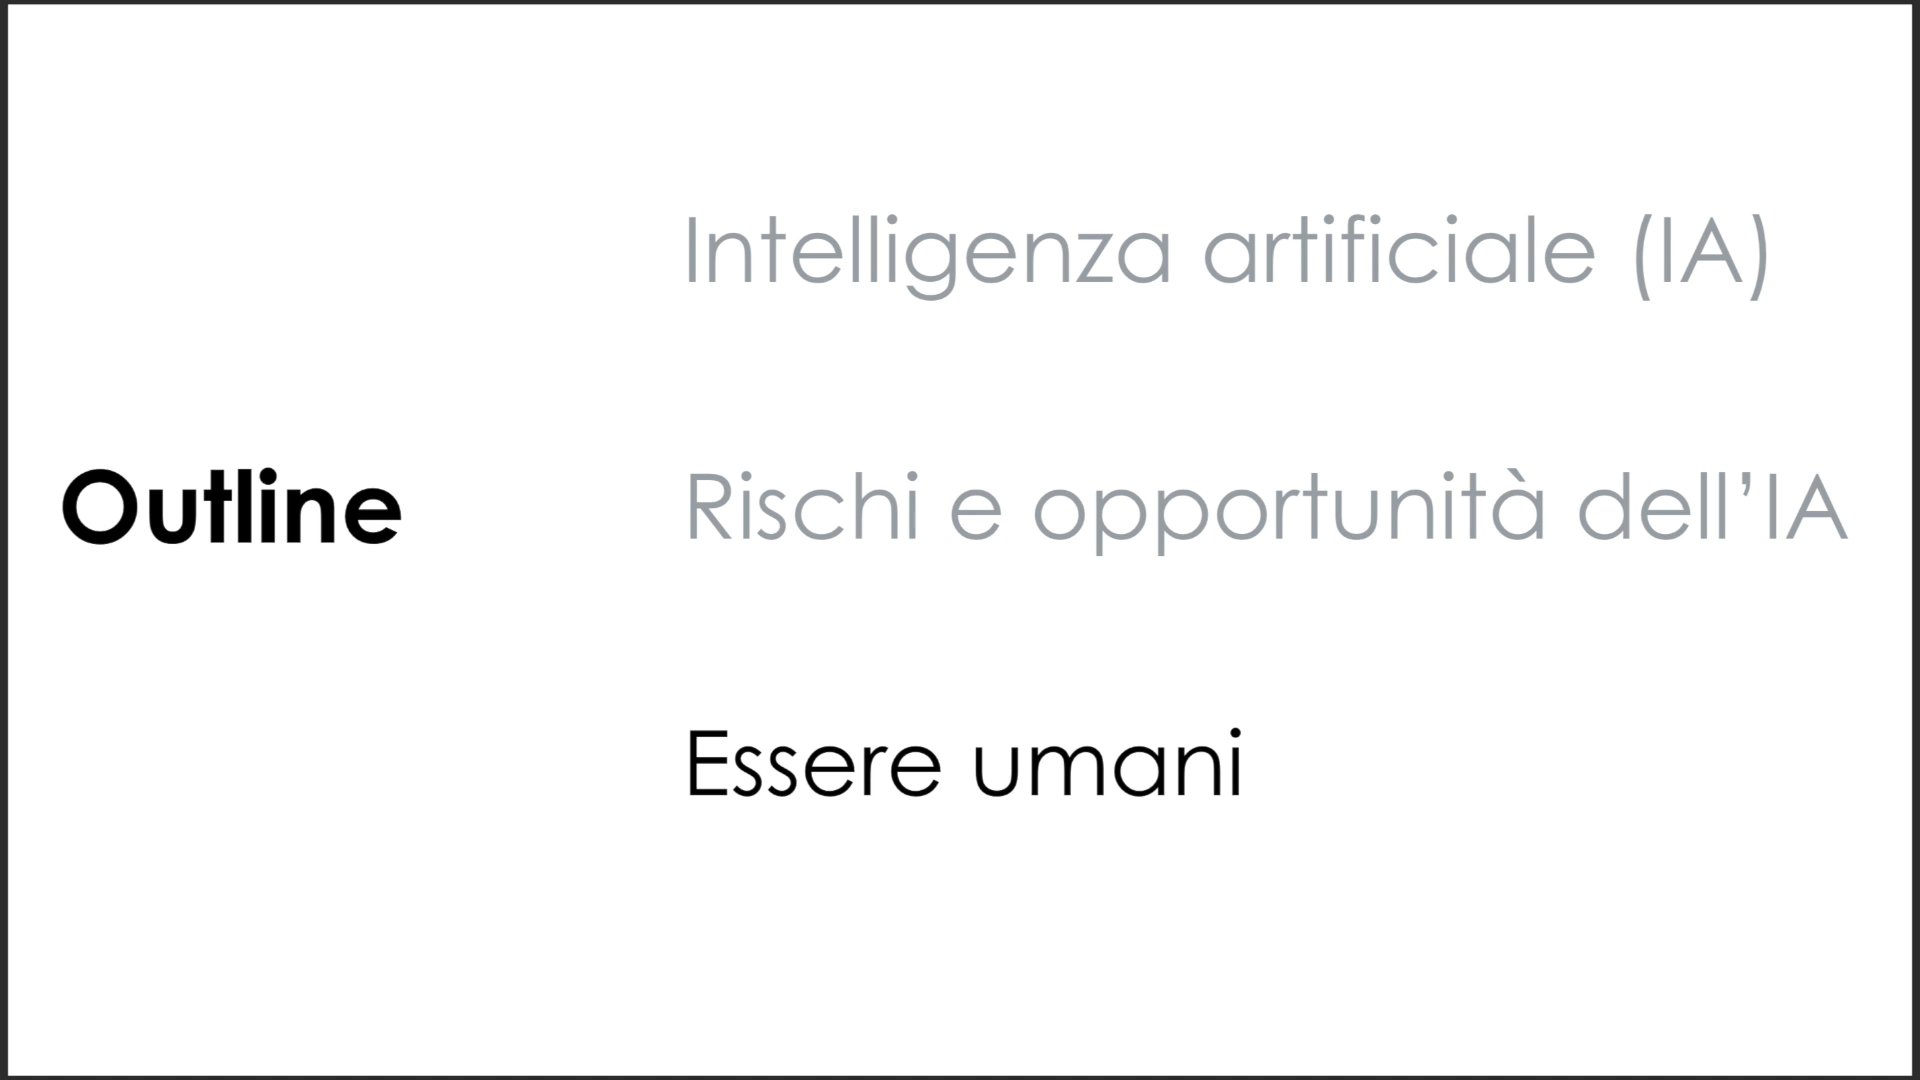 Outline
Intelligenza artificiale (IA)
Rischi e opportunità dell’IA
Essere umani